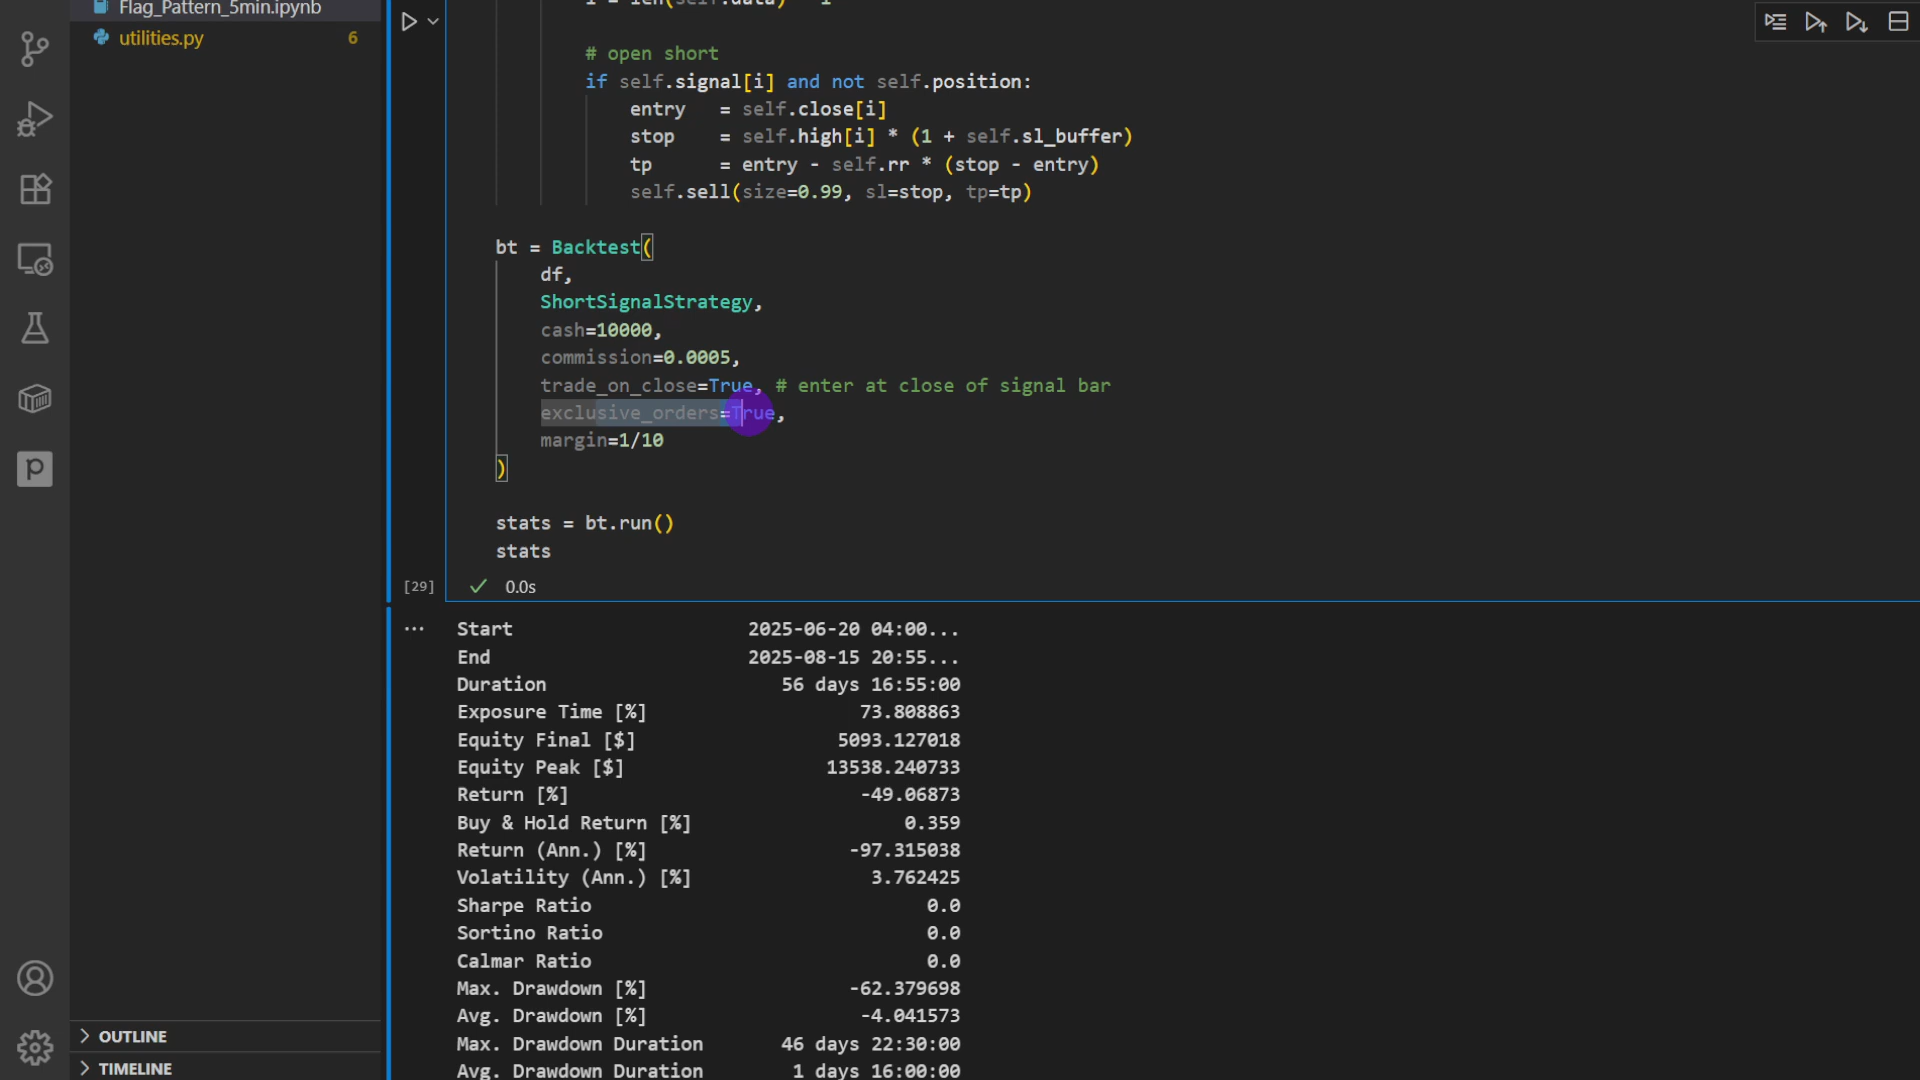 Flag_Pattern_5min.ipynb
utilities.py 6
i = len(self.data) - 1
# open short
if self.signal[i] and not self.position:
entry = self.close[i]
stop = self.high[i] * (1 + self.sl_buffer)
tp = entry - self.rr * (stop - entry)
self.sell(size=0.99, sl=stop, tp=tp)
bt = Backtest(
df,
ShortSignalStrategy,
cash=10000,
commission=0.0005,
trade_on_close=True, # enter at close of signal bar
exclusive_orders=True,
margin=1/10
)
stats = bt.run()
stats
[29] 0.0s
Start 2025-06-20 04:00...
End 2025-08-15 20:55...
Duration 56 days 16:55:00
Exposure Time [%] 73.808863
Equity Final [$] 5093.127018
Equity Peak [$] 13538.240733
Return [%] -49.06873
Buy & Hold Return [%] 0.359
Return (Ann.) [%] -97.315038
Volatility (Ann.) [%] 3.762425
Sharpe Ratio 0.0
Sortino Ratio 0.0
Calmar Ratio 0.0
Max. Drawdown [%] -62.379698
Avg. Drawdown [%] -4.041573
Max. Drawdown Duration 46 days 22:30:00
Avg. Drawdown Duration 1 days 16:00:00
OUTLINE
TIMELINE